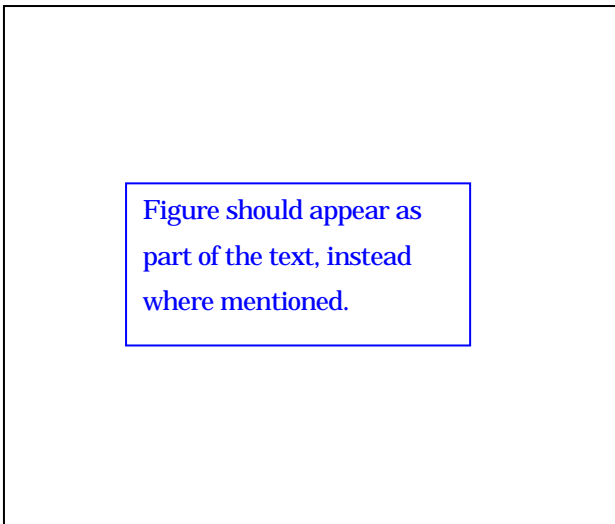 Figure should appear as
part of the text, instead
where mentioned.